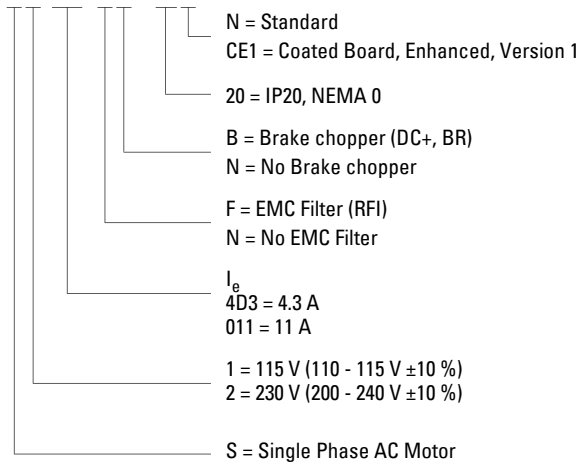 N = Standard
CE1 = Coated Board, Enhanced, Version 1
20 = IP20, NEMA 0
B = Brake chopper (DC+, BR)
N = No Brake chopper
F = EMC Filter (RFI)
N = No EMC Filter
Ie
4D3 = 4.3 A
011 = 11 A
1 = 115 V (110 - 115 V ±10 %)
2 = 230 V (200 - 240 V ±10 %)
S = Single Phase AC Motor